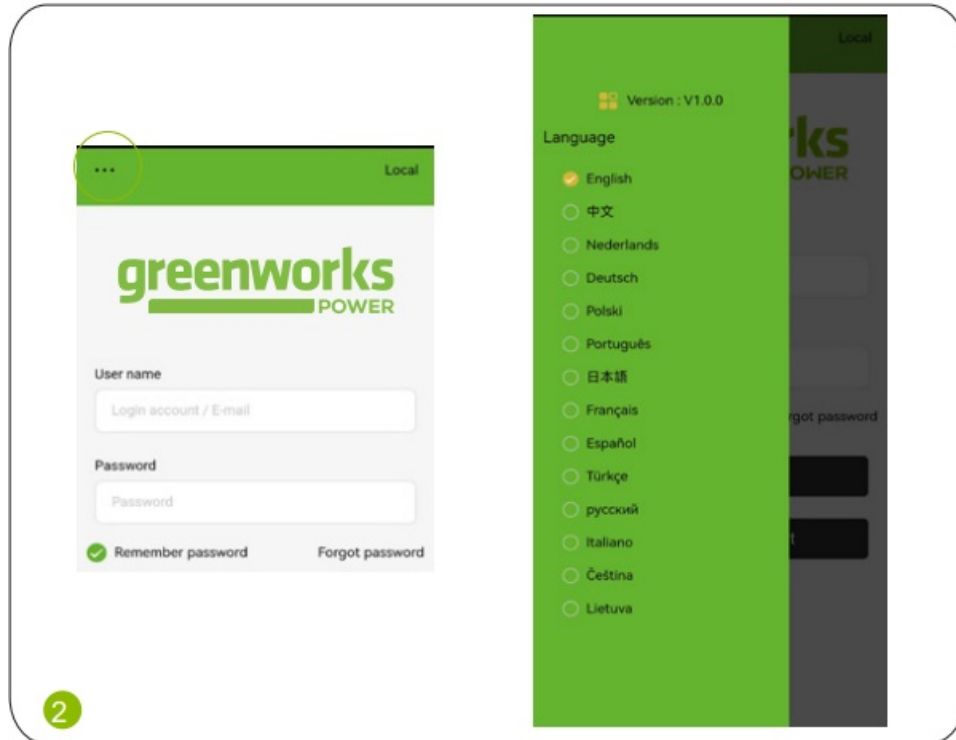 Local
greenworks
POWER
User name
Login account / E-mail
Password
Password
Remember password
Forgot password
Local
Version : V1.0.0
Language
English
中文
Nederlands
Deutsch
Polski
Português
日本語
Français
Español
Türkçe
русский
Italiano
Čeština
Lietuva
ks
OWER
rgot password
t
2